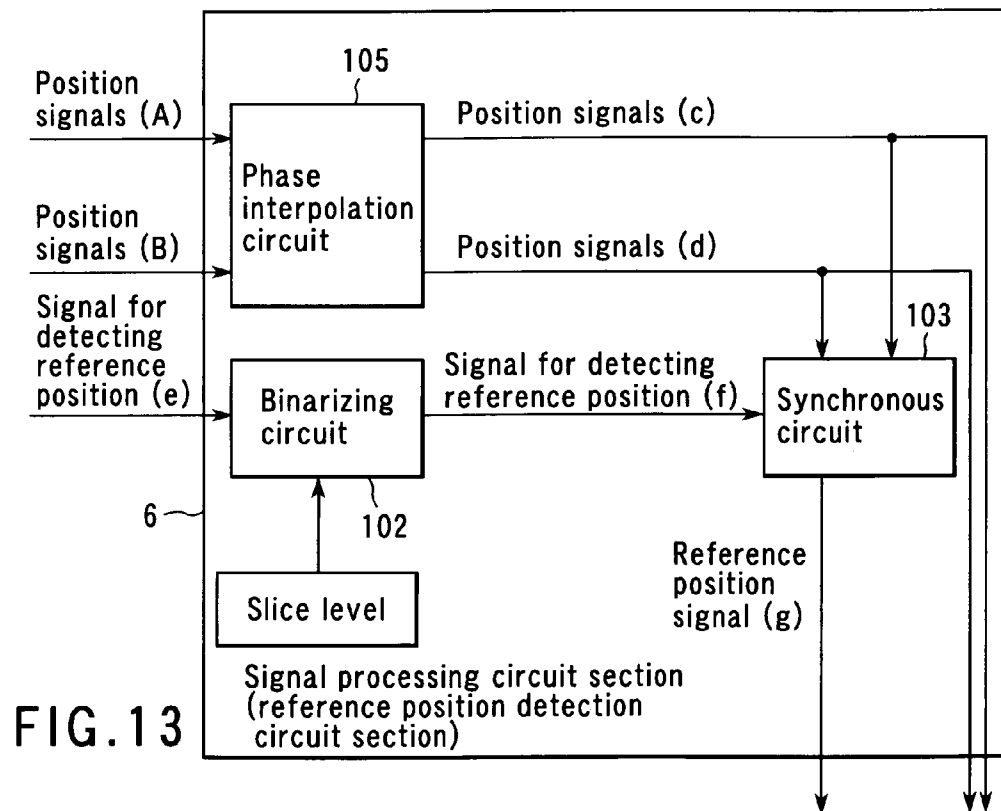 105
Position
signals (A)
Position signals (c)
Phase
interpolation
circuit
Position
signals (B)
Position signals (d)
Signal for
detecting
reference
position (e)
103
Signal for detecting
reference position (f)
Binarizing
circuit
Synchronous
circuit
102
6
Slice level
Reference
position
signal (g)
Signal processing circuit section
(reference position detection
circuit section)
FIG.13